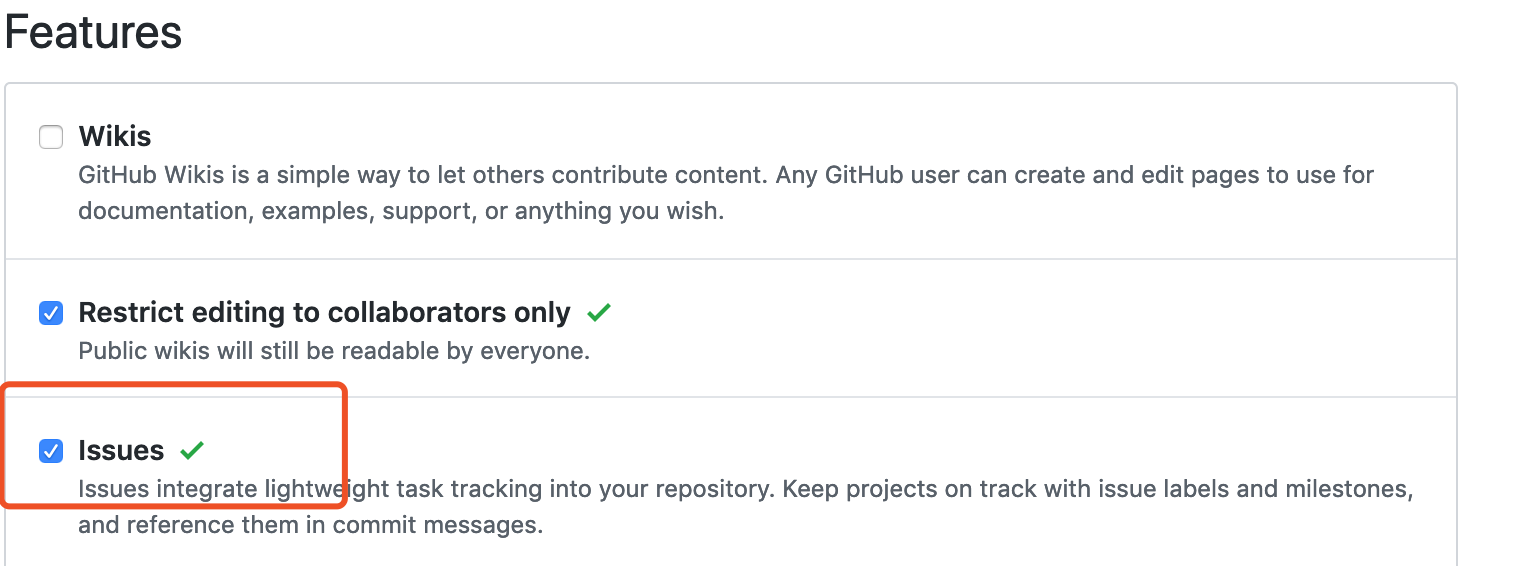 Features
Wikis
GitHub Wikis is a simple way to let others contribute content. Any GitHub user can create and edit pages to use for
documentation, examples, support, or anything you wish.
Restrict editing to collaborators only
Public wikis will still be readable by everyone.
Issues
Issues integrate lightweight task tracking into your repository. Keep projects on track with issue labels and milestones,
and reference them in commit messages.